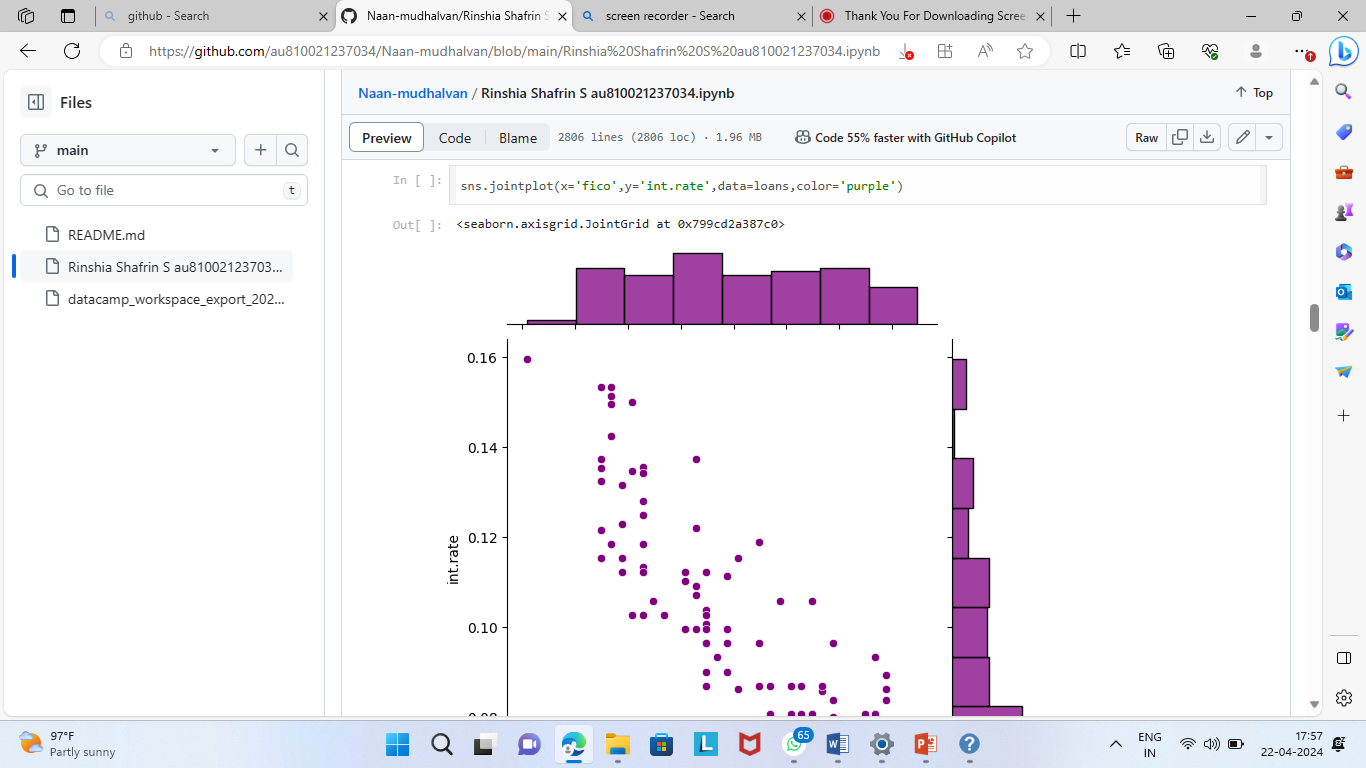 github - Search
Naan-mudhalvan/Rinshia Shafrin S
screen recorder - Search
Thank You For Downloading Scree
https://github.com/au810021237034/Naan-mudhalvan/blob/main/Rinshia%20Shafrin%20S%20au810021237034.ipynb
Files
Naan-mudhalvan / Rinshia Shafrin S au810021237034.ipynb
Top
main
Preview
Code
Blame
2806 lines (2806 loc) · 1.96 MB
Code 55% faster with GitHub Copilot
Raw
Go to file
t
README.md
Rinshia Shafrin S au81002123703...
datacamp_workspace_export_202...
In [ ]:
sns.jointplot(x='fico',y='int.rate',data=loans,color='purple')
Out[ ]:
<seaborn.axisgrid.JointGrid at 0x799cd2a387c0>
0.16
0.14
0.12
0.10
0.08
int.rate
97°F
Partly sunny
65
ENG
IN
17:57
22-04-2024